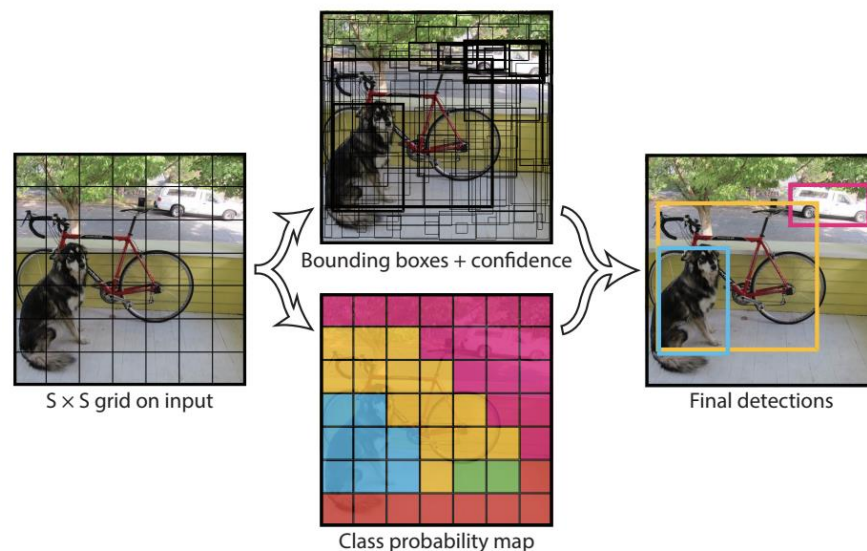 Bounding boxes + confidence
S × S grid on input
Final detections
Class probability map